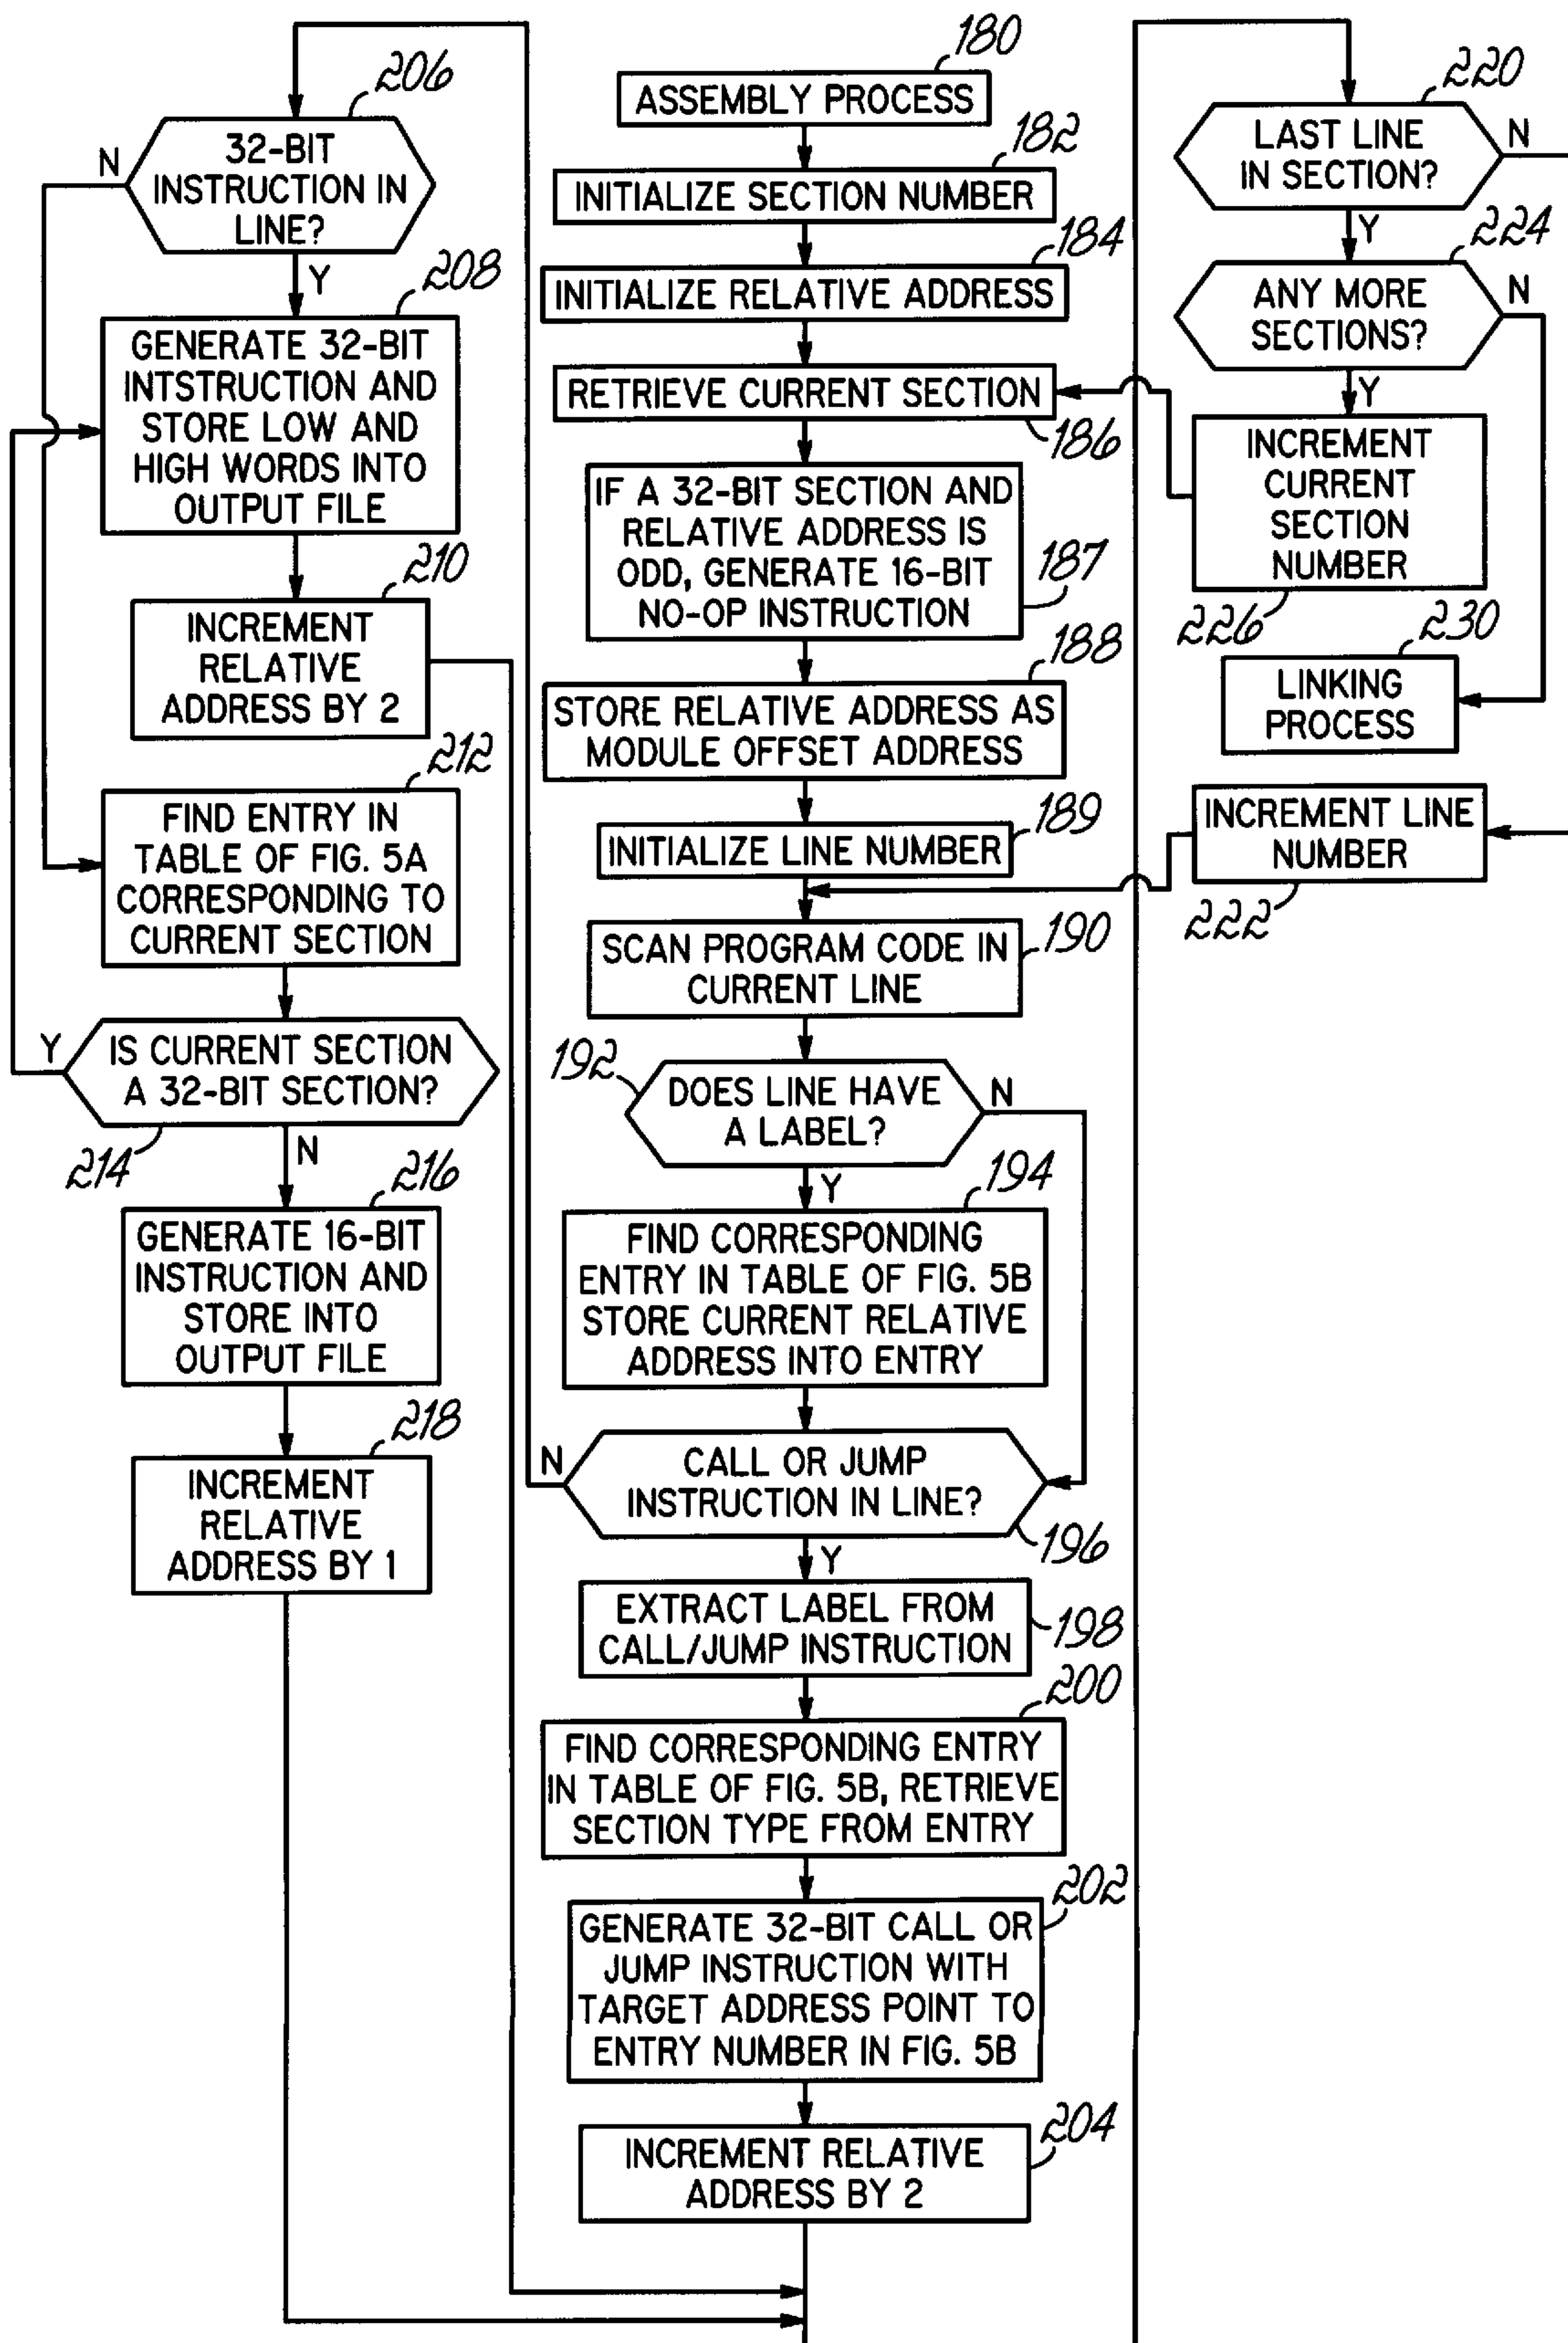 206
32-BIT
INSTRUCTION IN
LINE?
N
Y
208
GENERATE 32-BIT
INTSTRUCTION AND
STORE LOW AND
HIGH WORDS INTO
OUTPUT FILE
210
INCREMENT
RELATIVE
ADDRESS BY 2
212
FIND ENTRY IN
TABLE OF FIG. 5A
CORRESPONDING TO
CURRENT SECTION
Y
IS CURRENT SECTION
A 32-BIT SECTION?
214
N
216
GENERATE 16-BIT
INSTRUCTION AND
STORE INTO
OUTPUT FILE
218
INCREMENT
RELATIVE
ADDRESS BY 1
180
ASSEMBLY PROCESS
182
INITIALIZE SECTION NUMBER
184
INITIALIZE RELATIVE ADDRESS
RETRIEVE CURRENT SECTION
186
IF A 32-BIT SECTION AND
RELATIVE ADDRESS IS
ODD, GENERATE 16-BIT
NO-OP INSTRUCTION
187
188
STORE RELATIVE ADDRESS AS
MODULE OFFSET ADDRESS
189
INITIALIZE LINE NUMBER
SCAN PROGRAM CODE IN
CURRENT LINE
190
192
DOES LINE HAVE
A LABEL?
N
Y
194
FIND CORRESPONDING
ENTRY IN TABLE OF FIG. 5B
STORE CURRENT RELATIVE
ADDRESS INTO ENTRY
N
CALL OR JUMP
INSTRUCTION IN LINE?
196
Y
EXTRACT LABEL FROM
CALL/JUMP INSTRUCTION
198
200
FIND CORRESPONDING ENTRY
IN TABLE OF FIG. 5B, RETRIEVE
SECTION TYPE FROM ENTRY
202
GENERATE 32-BIT CALL OR
JUMP INSTRUCTION WITH
TARGET ADDRESS POINT TO
ENTRY NUMBER IN FIG. 5B
204
INCREMENT RELATIVE
ADDRESS BY 2
220
LAST LINE
IN SECTION?
N
Y
224
ANY MORE
SECTIONS?
N
Y
INCREMENT
CURRENT
SECTION
NUMBER
226
230
LINKING
PROCESS
INCREMENT LINE
NUMBER
222